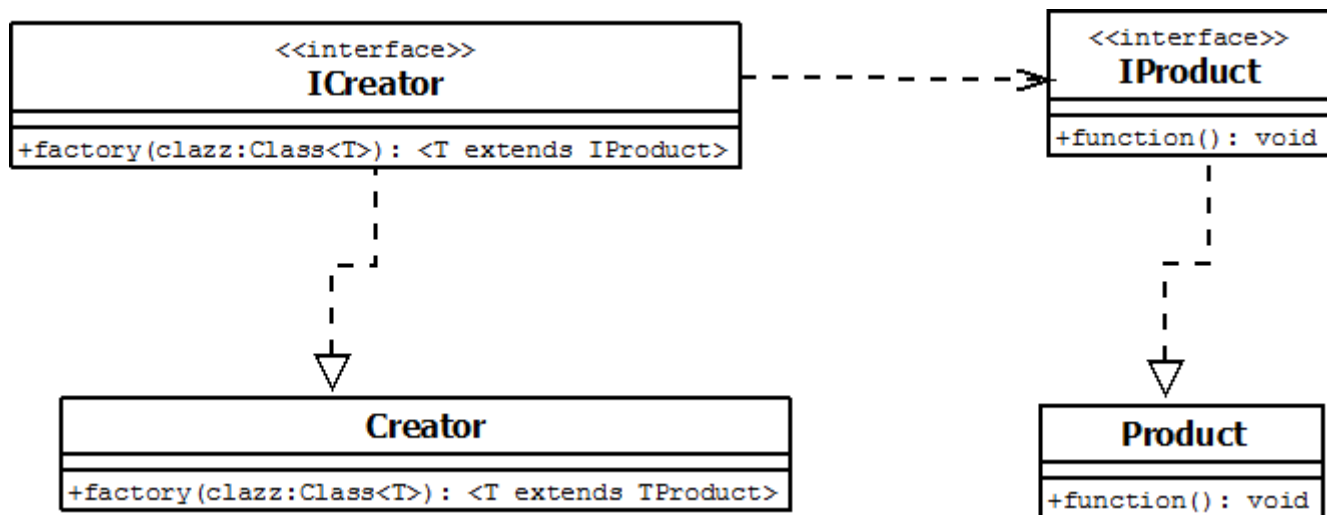 <<interface>>
ICreator
+factory(clazz:Class<T>): <T extends IProduct>
<<interface>>
IProduct
+function(): void
Creator
+factory(clazz:Class<T>): <T extends TProduct>
Product
+function(): void